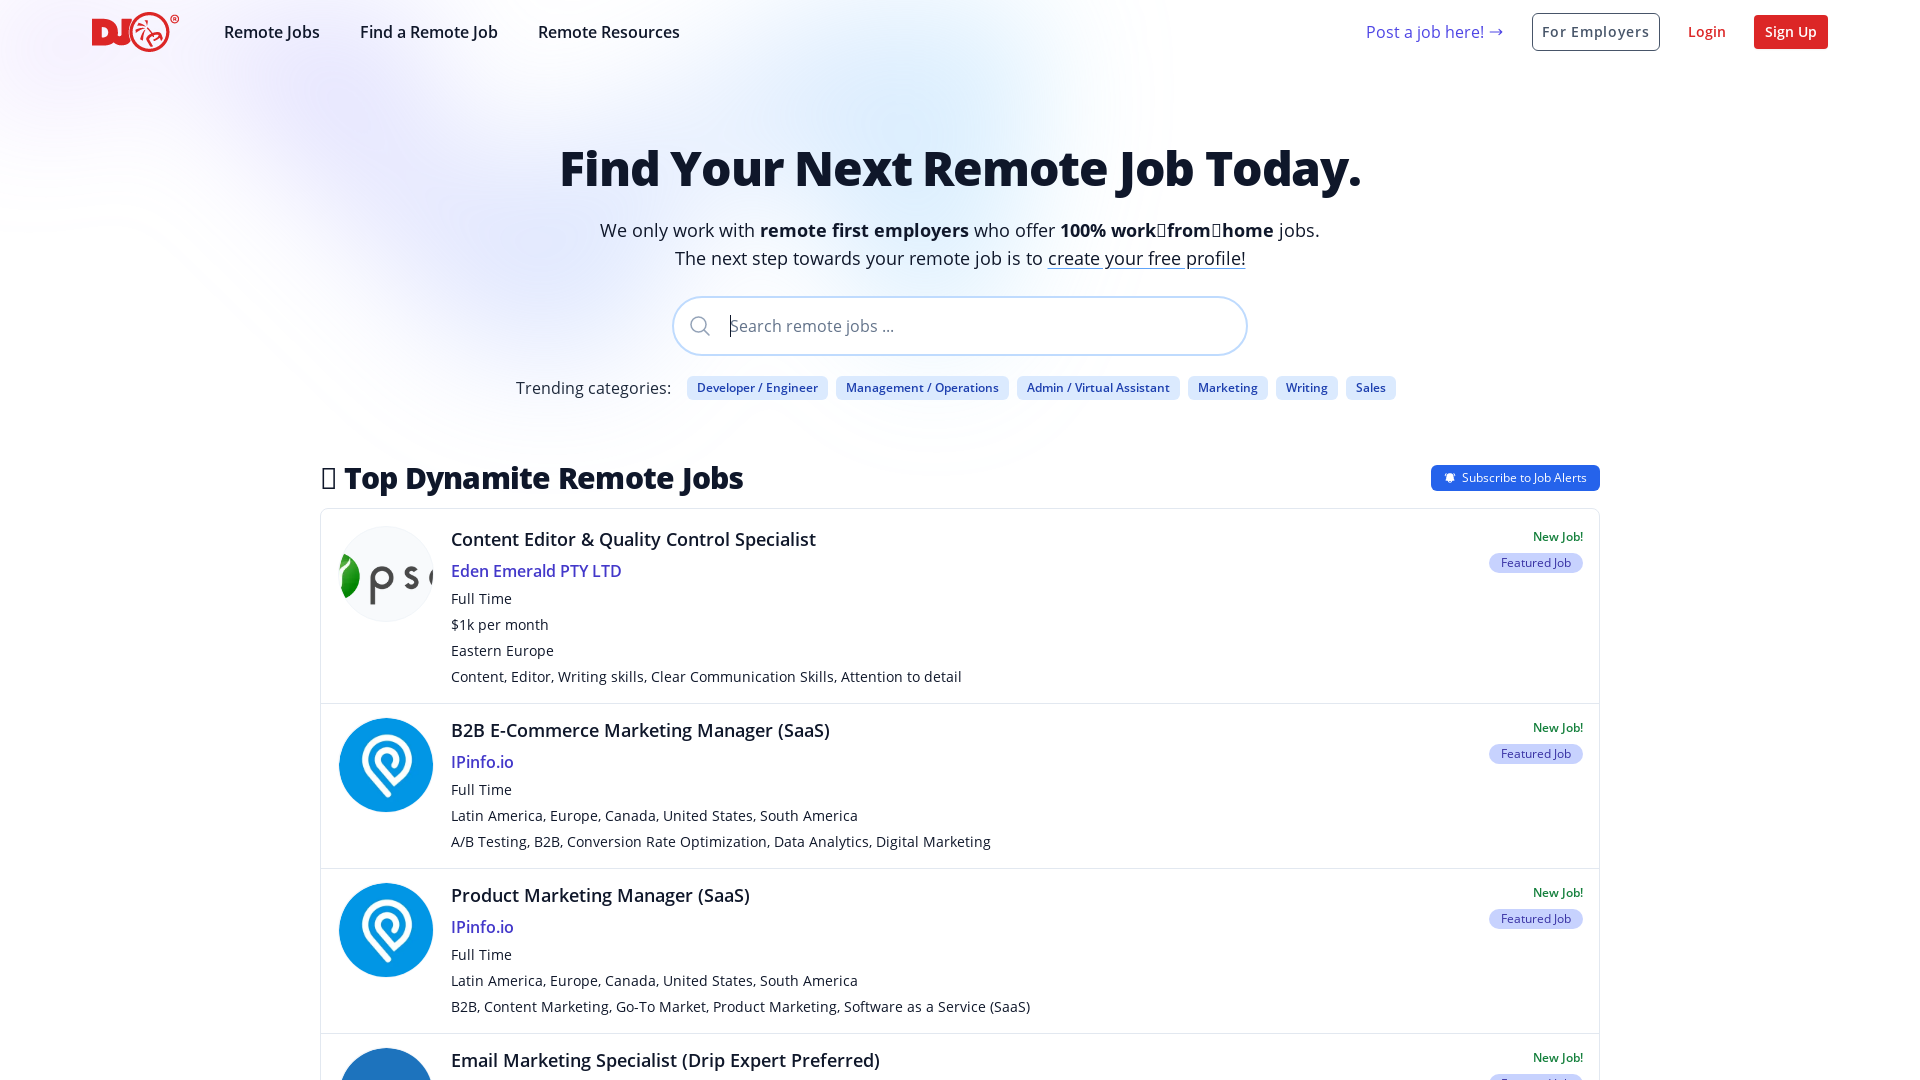 DJ ®
Remote Jobs
Find a Remote Job
Remote Resources
Post a job here! →
For Employers
Login
Sign Up
Find Your Next Remote Job Today.
We only work with remote first employers who offer 100% work from home jobs.
The next step towards your remote job is to create your free profile!
Search remote jobs ...
Trending categories:
Developer / Engineer
Management / Operations
Admin / Virtual Assistant
Marketing
Writing
Sales
Top Dynamite Remote Jobs
Subscribe to Job Alerts
Content Editor & Quality Control Specialist
New Job!
Eden Emerald PTY LTD
Featured Job
Full Time
$1k per month
Eastern Europe
Content, Editor, Writing skills, Clear Communication Skills, Attention to detail
B2B E-Commerce Marketing Manager (SaaS)
New Job!
IPinfo.io
Featured Job
Full Time
Latin America, Europe, Canada, United States, South America
A/B Testing, B2B, Conversion Rate Optimization, Data Analytics, Digital Marketing
Product Marketing Manager (SaaS)
New Job!
IPinfo.io
Featured Job
Full Time
Latin America, Europe, Canada, United States, South America
B2B, Content Marketing, Go-To Market, Product Marketing, Software as a Service (SaaS)
Email Marketing Specialist (Drip Expert Preferred)
New Job!